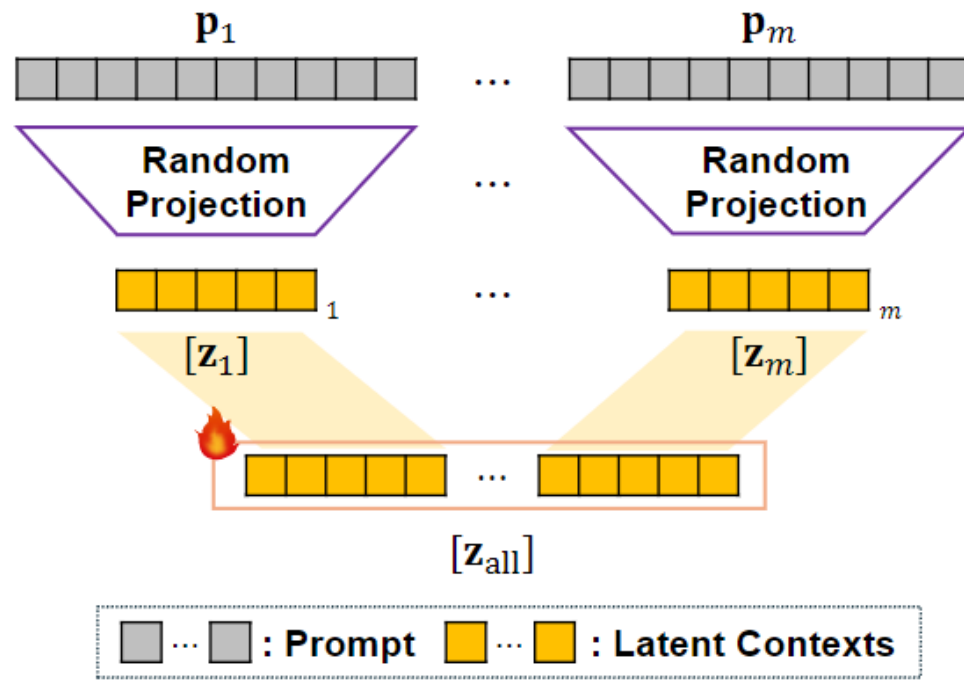 𝐩₁ ... 𝐩ₘ
...
Random Projection ... Random Projection
1 ... m
[𝐳₁] [𝐳ₘ]
...
[𝐳ₐₗₗ]
... : Prompt ... : Latent Contexts